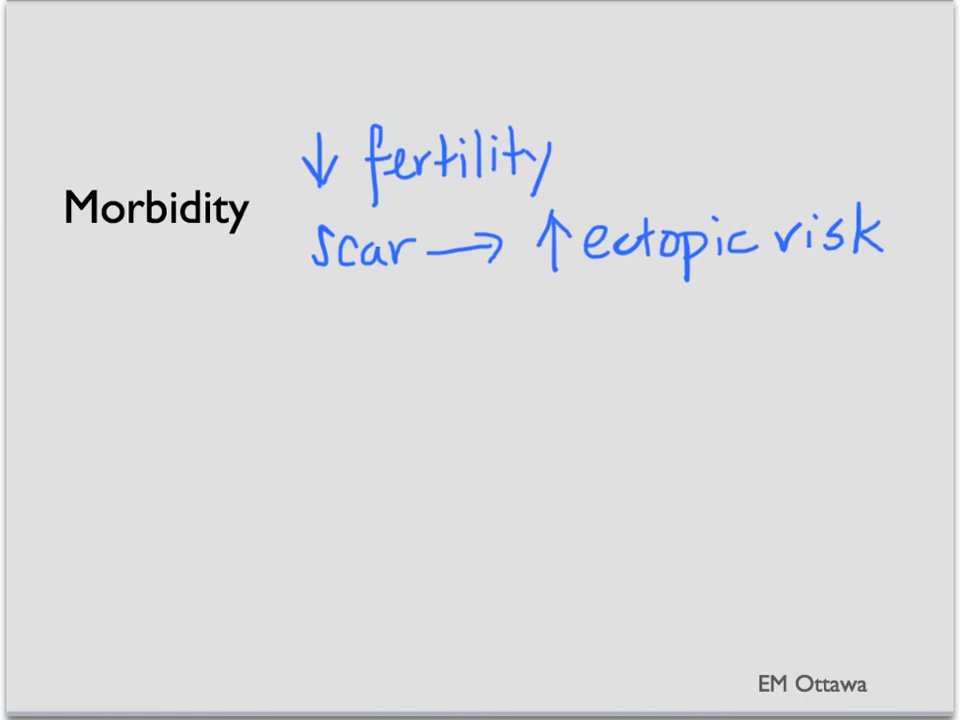 ↓ fertility
Morbidity
scar → ↑ ectopic risk
EM Ottawa